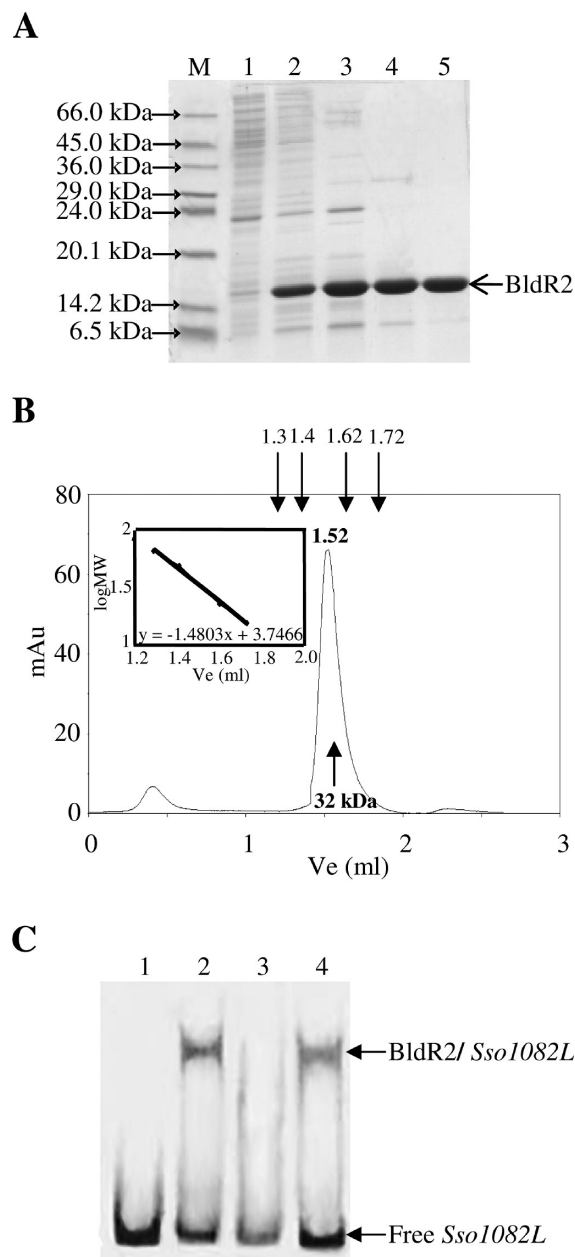 A
M 1 2 3 4 5
66.0 kDa
45.0 kDa
36.0 kDa
29.0 kDa
24.0 kDa
20.1 kDa
BldR2
14.2 kDa
6.5 kDa
B
1.3 1.4 1.62 1.72
80
60
40
20
0
mAu
1.52
2
1.5
1
logMW
y = -1.4803x + 3.7466
1.2 1.4 1.6 1.8 2.0
Ve (ml)
32 kDa
0 1 2 3
Ve (ml)
C
1 2 3 4
BldR2/ Sso1082L
Free Sso1082L